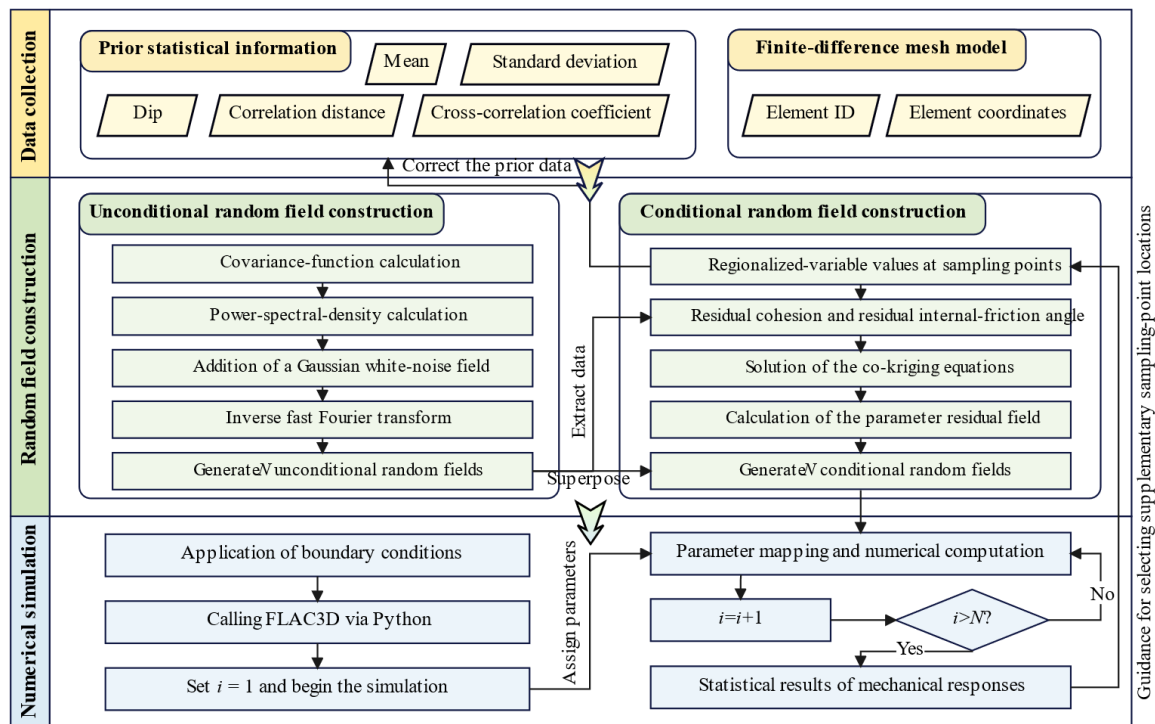 Data collection
Prior statistical information
Mean
Standard deviation
Dip
Correlation distance
Cross-correlation coefficient
Finite-difference mesh model
Element ID
Element coordinates
Correct the prior data
Random field construction
Unconditional random field construction
Covariance-function calculation
Power-spectral-density calculation
Addition of a Gaussian white-noise field
Inverse fast Fourier transform
GenerateN unconditional random fields
Extract data
Superpose
Conditional random field construction
Regionalized-variable values at sampling points
Residual cohesion and residual internal-friction angle
Solution of the co-kriging equations
Calculation of the parameter residual field
GenerateN conditional random fields
Numerical simulation
Application of boundary conditions
Calling FLAC3D via Python
Set i = 1 and begin the simulation
Assign parameters
Parameter mapping and numerical computation
i=i+1
i>N?
No
Yes
Statistical results of mechanical responses
Guidance for selecting supplementary sampling-point locations